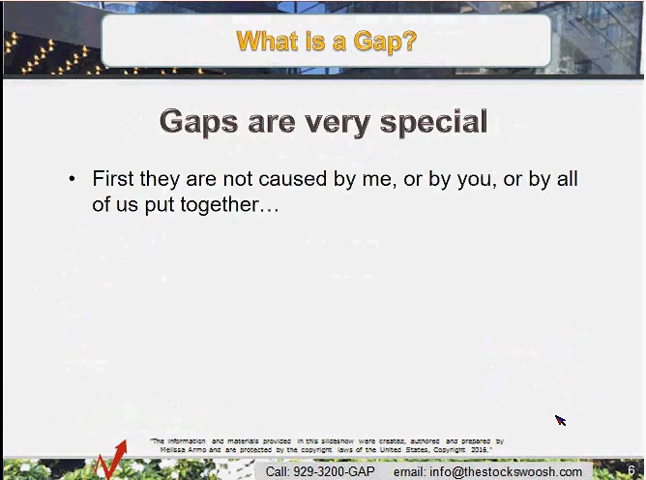 What Is a Gap?
Gaps are very special
• First they are not caused by me, or by you, or by all
of us put together…
"The information and materials provided in this slideshow were created, authored and prepared by
Melissa Armo and are protected by the copyright laws of the United States, Copyright 2016."
Call: 929-3200-GAP email: info@thestockswoosh.com 6